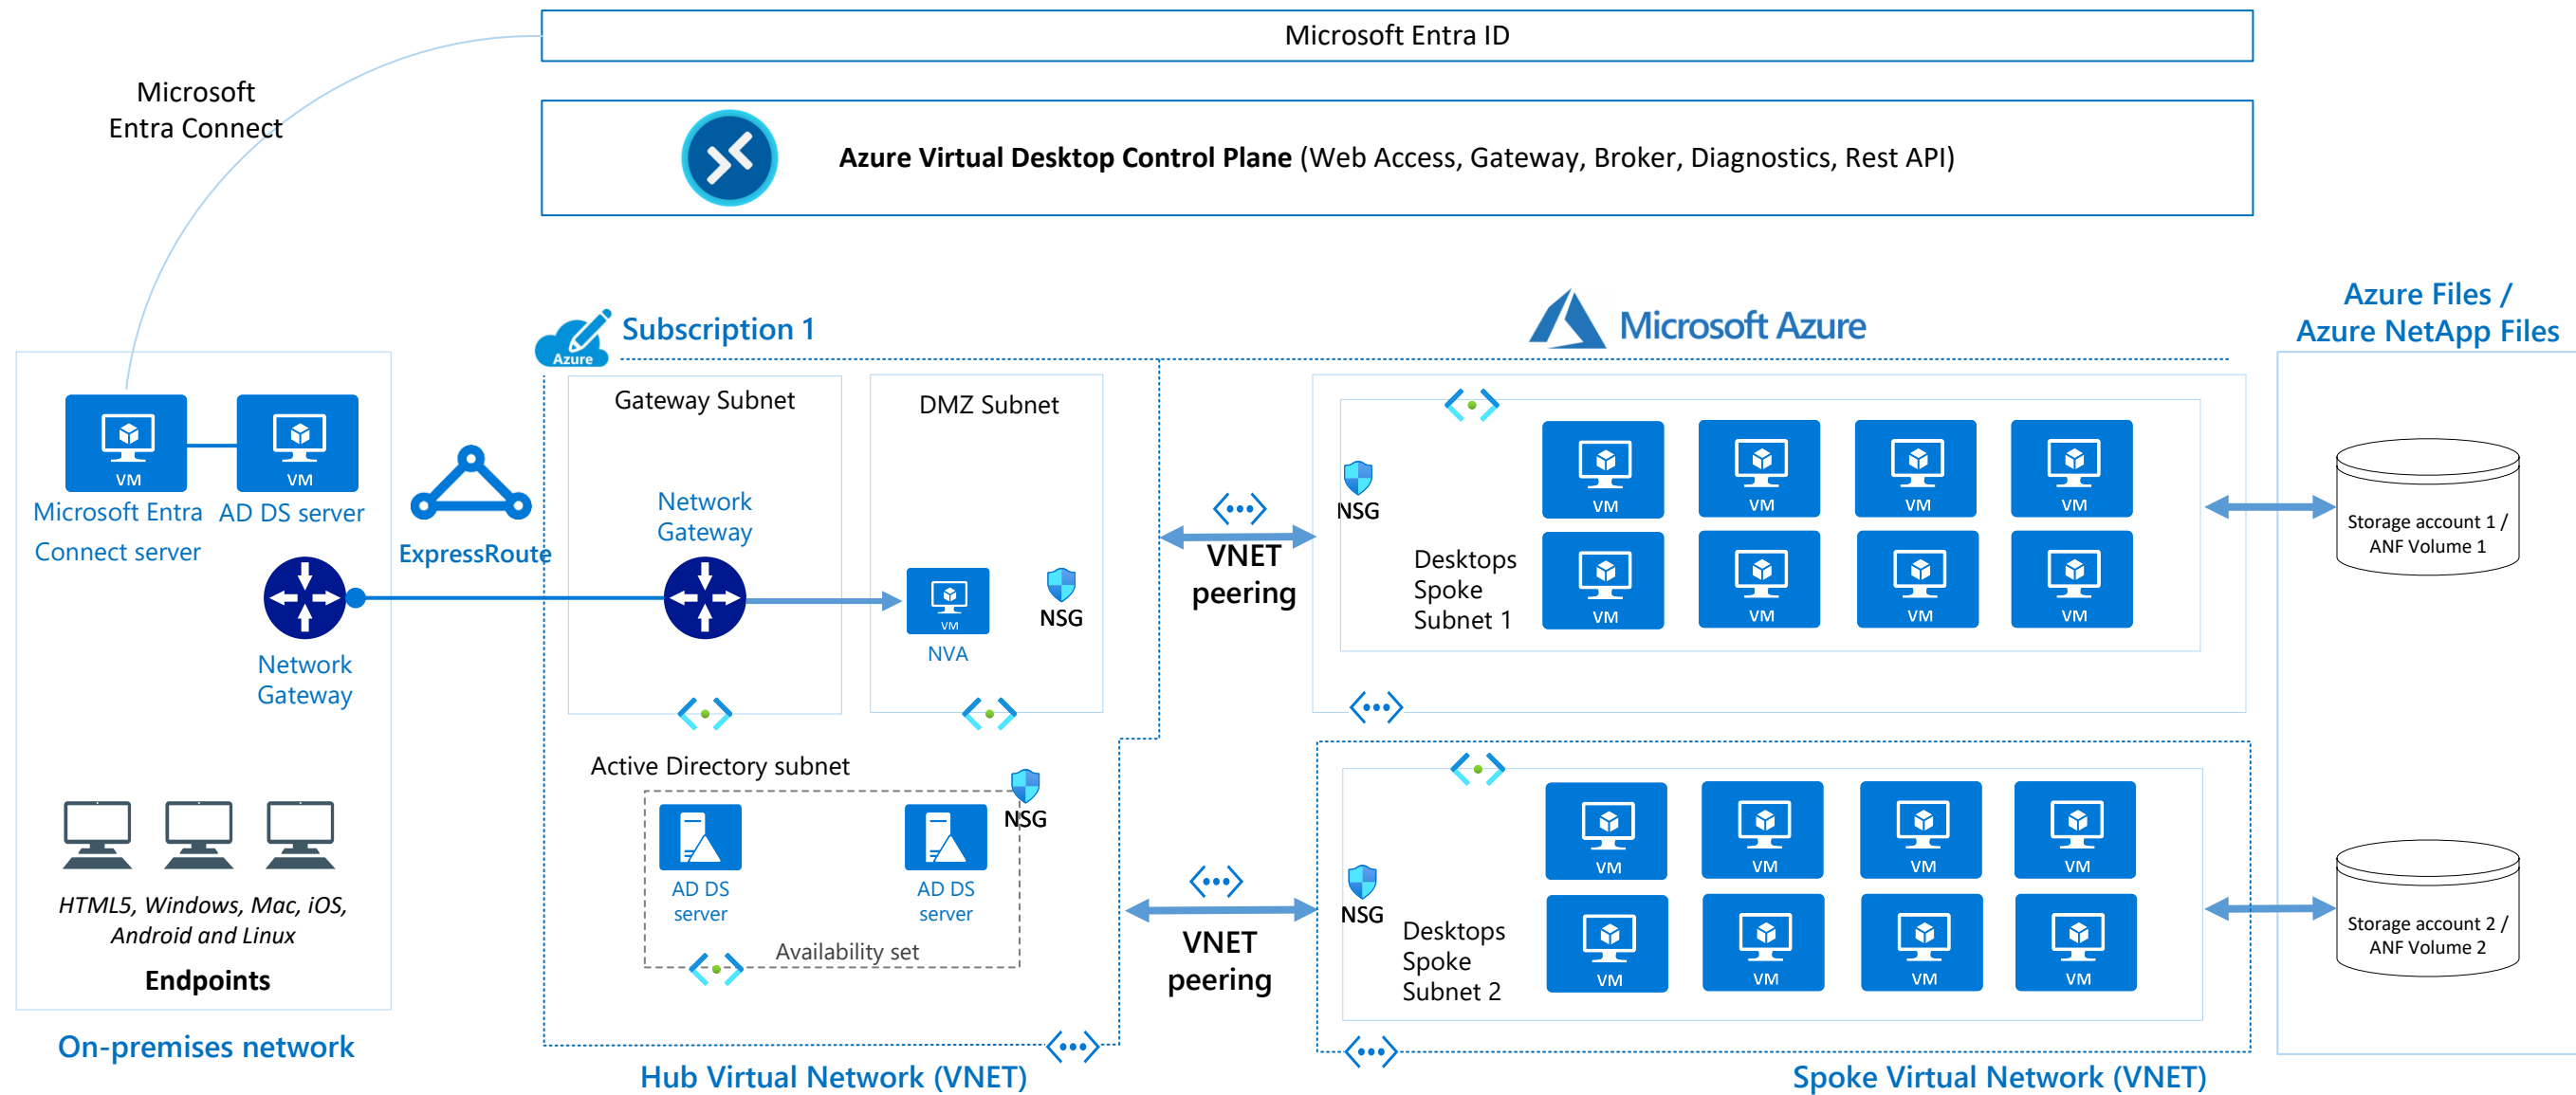 Microsoft Entra ID
Microsoft
Entra Connect
Azure Virtual Desktop Control Plane (Web Access, Gateway, Broker, Diagnostics, Rest API)
Azure
Subscription 1
Microsoft Azure
Azure Files /
Azure NetApp Files
VM
VM
Microsoft Entra
Connect server
AD DS server
ExpressRoute
Network
Gateway
HTML5, Windows, Mac, iOS,
Android and Linux
Endpoints
On-premises network
Gateway Subnet
Network
Gateway
DMZ Subnet
VM
NVA
NSG
Active Directory subnet
NSG
AD DS
server
AD DS
server
Availability set
Hub Virtual Network (VNET)
VNET
peering
VNET
peering
NSG
Desktops
Spoke
Subnet 1
VM
VM
VM
VM
VM
VM
VM
VM
NSG
Desktops
Spoke
Subnet 2
VM
VM
VM
VM
VM
VM
VM
VM
Spoke Virtual Network (VNET)
Storage account 1 /
ANF Volume 1
Storage account 2 /
ANF Volume 2